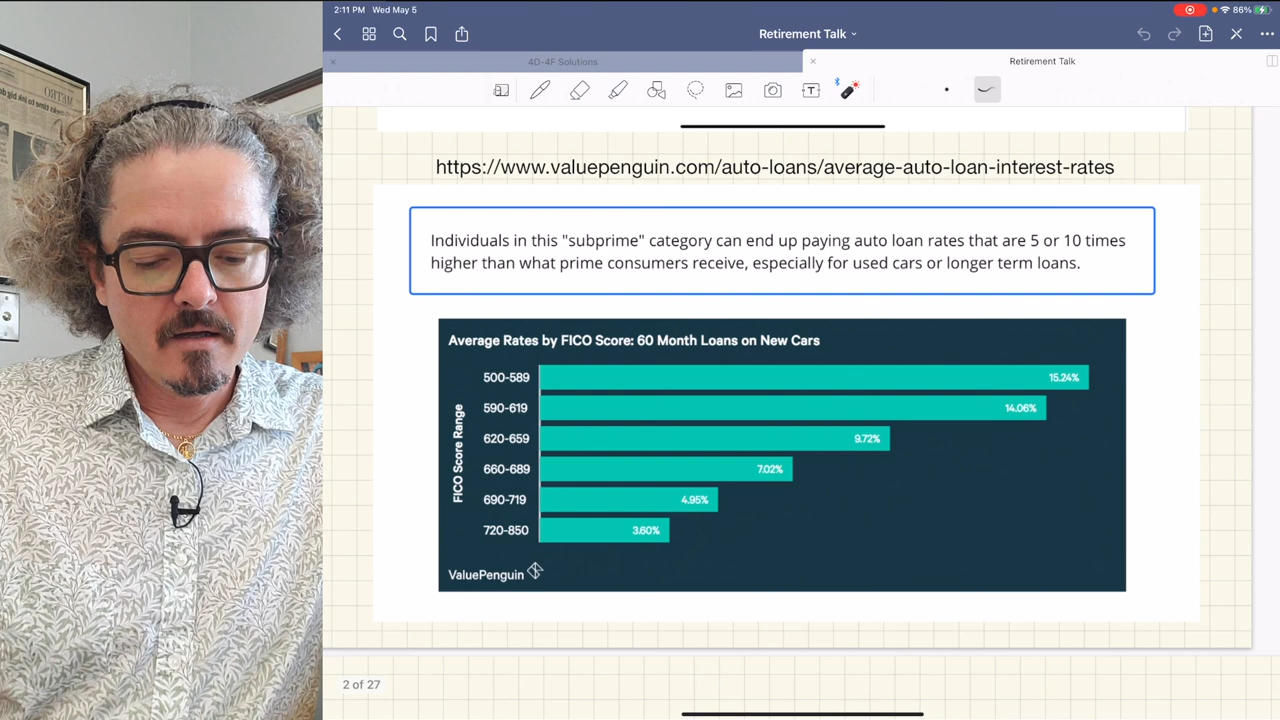 2:11 PM Wed May 5
86%
Retirement Talk
4D-4F Solutions
Retirement Talk
T
https://www.valuepenguin.com/auto-loans/average-auto-loan-interest-rates
Individuals in this "subprime" category can end up paying auto loan rates that are 5 or 10 times
higher than what prime consumers receive, especially for used cars or longer term loans.
Average Rates by FICO Score: 60 Month Loans on New Cars
FICO Score Range
500-589 15.24%
590-619 14.06%
620-659 9.72%
660-689 7.02%
690-719 4.95%
720-850 3.60%
ValuePenguin
2 of 27
METRO